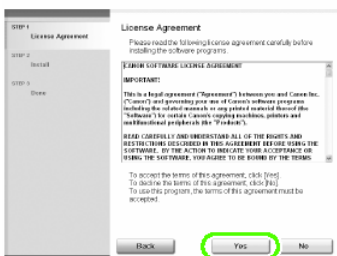 STEP 1
License Agreement
STEP 2
Install
STEP 3
Done
License Agreement
Please read the following license agreement carefully before
installing the software programs.
CANON SOFTWARE LICENSE AGREEMENT
IMPORTANT!
This is a legal agreement ("Agreement") between you and Canon Inc.
("Canon") and governing your use of Canon's software programs
including the related manuals or any printed material thereof (the
"Software") for certain Canon's copying machines, printers and
multifunctional peripherals (the "Products").
READ CAREFULLY AND UNDERSTAND ALL OF THE RIGHTS AND
RESTRICTIONS DESCRIBED IN THIS AGREEMENT BEFORE USING THE
SOFTWARE. BY THE ACTION TO INDICATE YOUR ACCEPTANCE OR
USING THE SOFTWARE, YOU AGREE TO BE BOUND BY THE TERMS
To accept the terms of this agreement, click [Yes].
To decline the terms of this agreement, click [No].
To use this program, the terms of this agreement must be
accepted.
Back
Yes
No